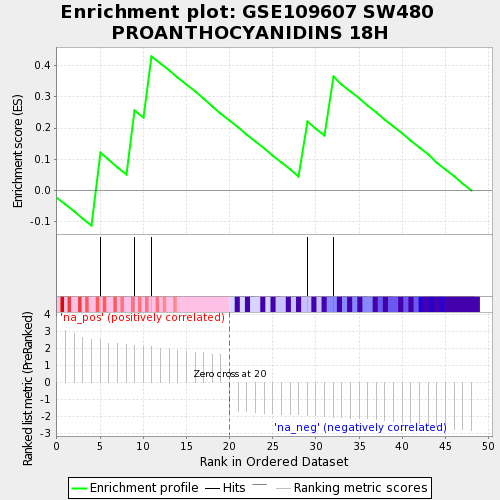 Enrichment plot: GSE109607 SW480
PROANTHOCYANIDINS 18H
Enrichment score (ES)
0.4
0.3
0.2
0.1
0.0
-0.1
'na_pos' (positively correlated)
Ranked list metric (PreRanked)
4
3
2
1
0
-1
-2
-3
Zero cross at 20
'na_neg' (negatively correlated)
0 5 10 15 20 25 30 35 40 45 50
Rank in Ordered Dataset
Enrichment profile Hits Ranking metric scores